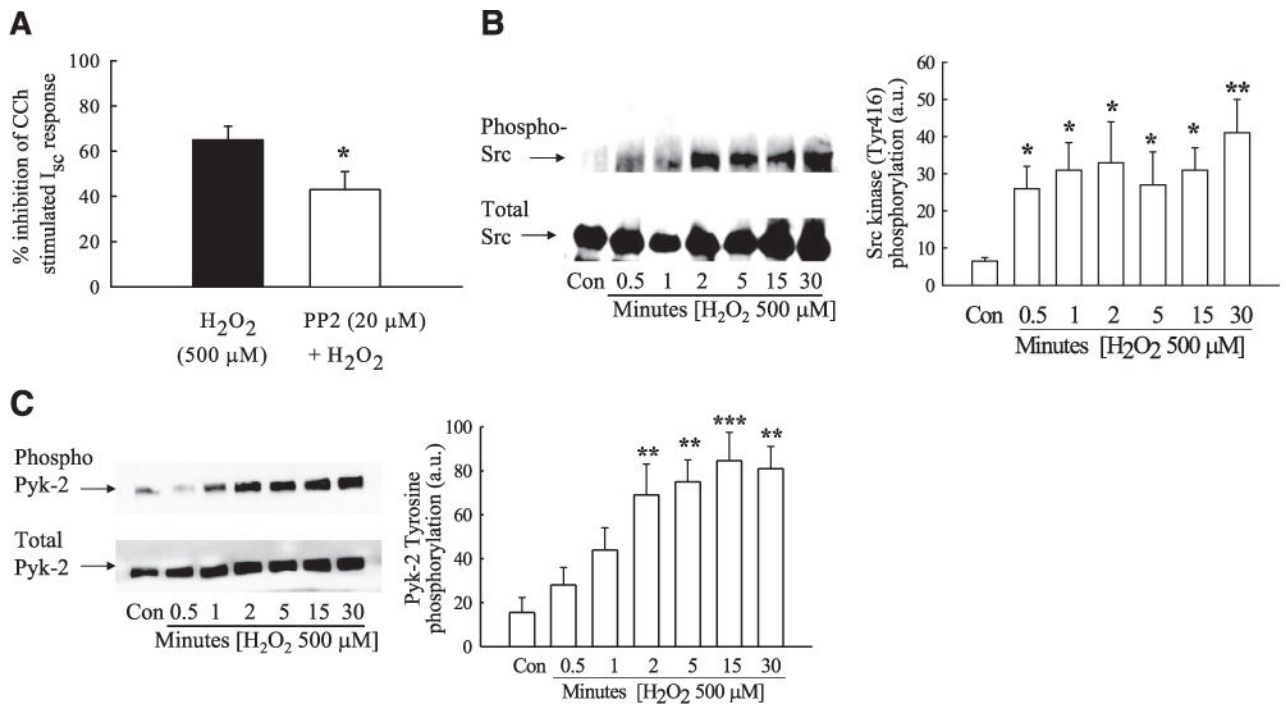 A
% inhibition of CCh
stimulated ISC response
100
80
60
40
20
0
*
H2O2
(500 μM)
PP2 (20 μM)
+ H2O2
B
Phospho-
Src
Total
Src
Con 0.5 1 2 5 15 30
Minutes [H2O2 500 μM]
Src kinase (Tyr416)
phosphorylation (a.u.)
60
50
40
30
20
10
0
* * * * * **
Con 0.5 1 2 5 15 30
Minutes [H2O2 500 μM]
C
Phospho
Pyk-2
Total
Pyk-2
Con 0.5 1 2 5 15 30
Minutes [H2O2 500 μM]
Pyk-2 Tyrosine
phosphorylation (a.u.)
100
80
60
40
20
0
** ** *** **
Con 0.5 1 2 5 15 30
Minutes [H2O2 500 μM]